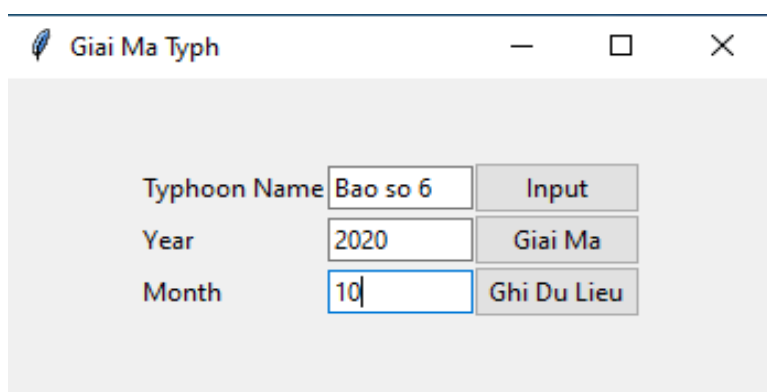 Giai Ma Typh
Typhoon Name Bao so 6 Input
Year 2020 Giai Ma
Month 10 Ghi Du Lieu